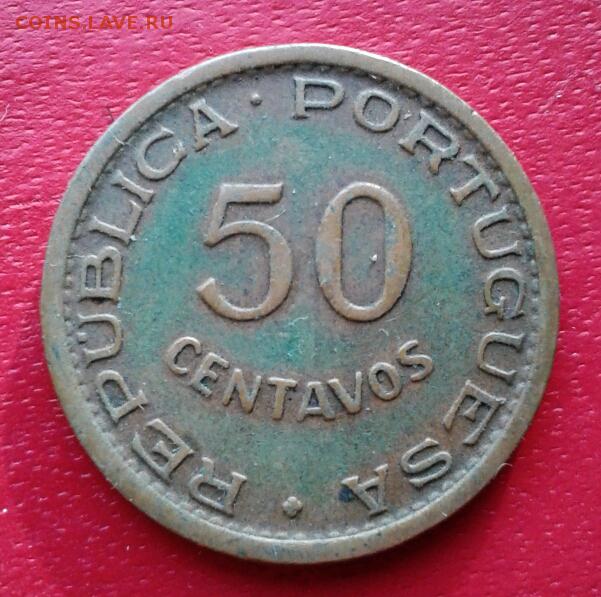 COINS.LAVE.RU
REPUBLICA · PORTUGUESA
50
CENTAVOS